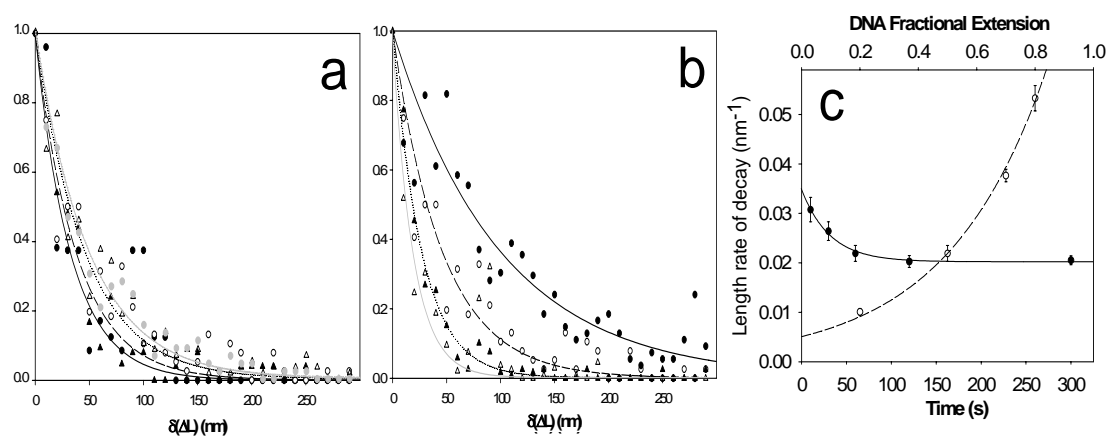 a
1.0
0.8
0.6
0.4
0.2
0.0
0 50 100 150 200 250
δ(ΔL) (nm)
b
1.0
0.8
0.6
0.4
0.2
0.0
0 50 100 150 200 250
δ(ΔL) (nm)
DNA Fractional Extension
0.0 0.2 0.4 0.6 0.8 1.0
c
Length rate of decay (nm-1)
0.05
0.04
0.03
0.02
0.01
0.00
0 50 100 150 200 250 300
Time (s)